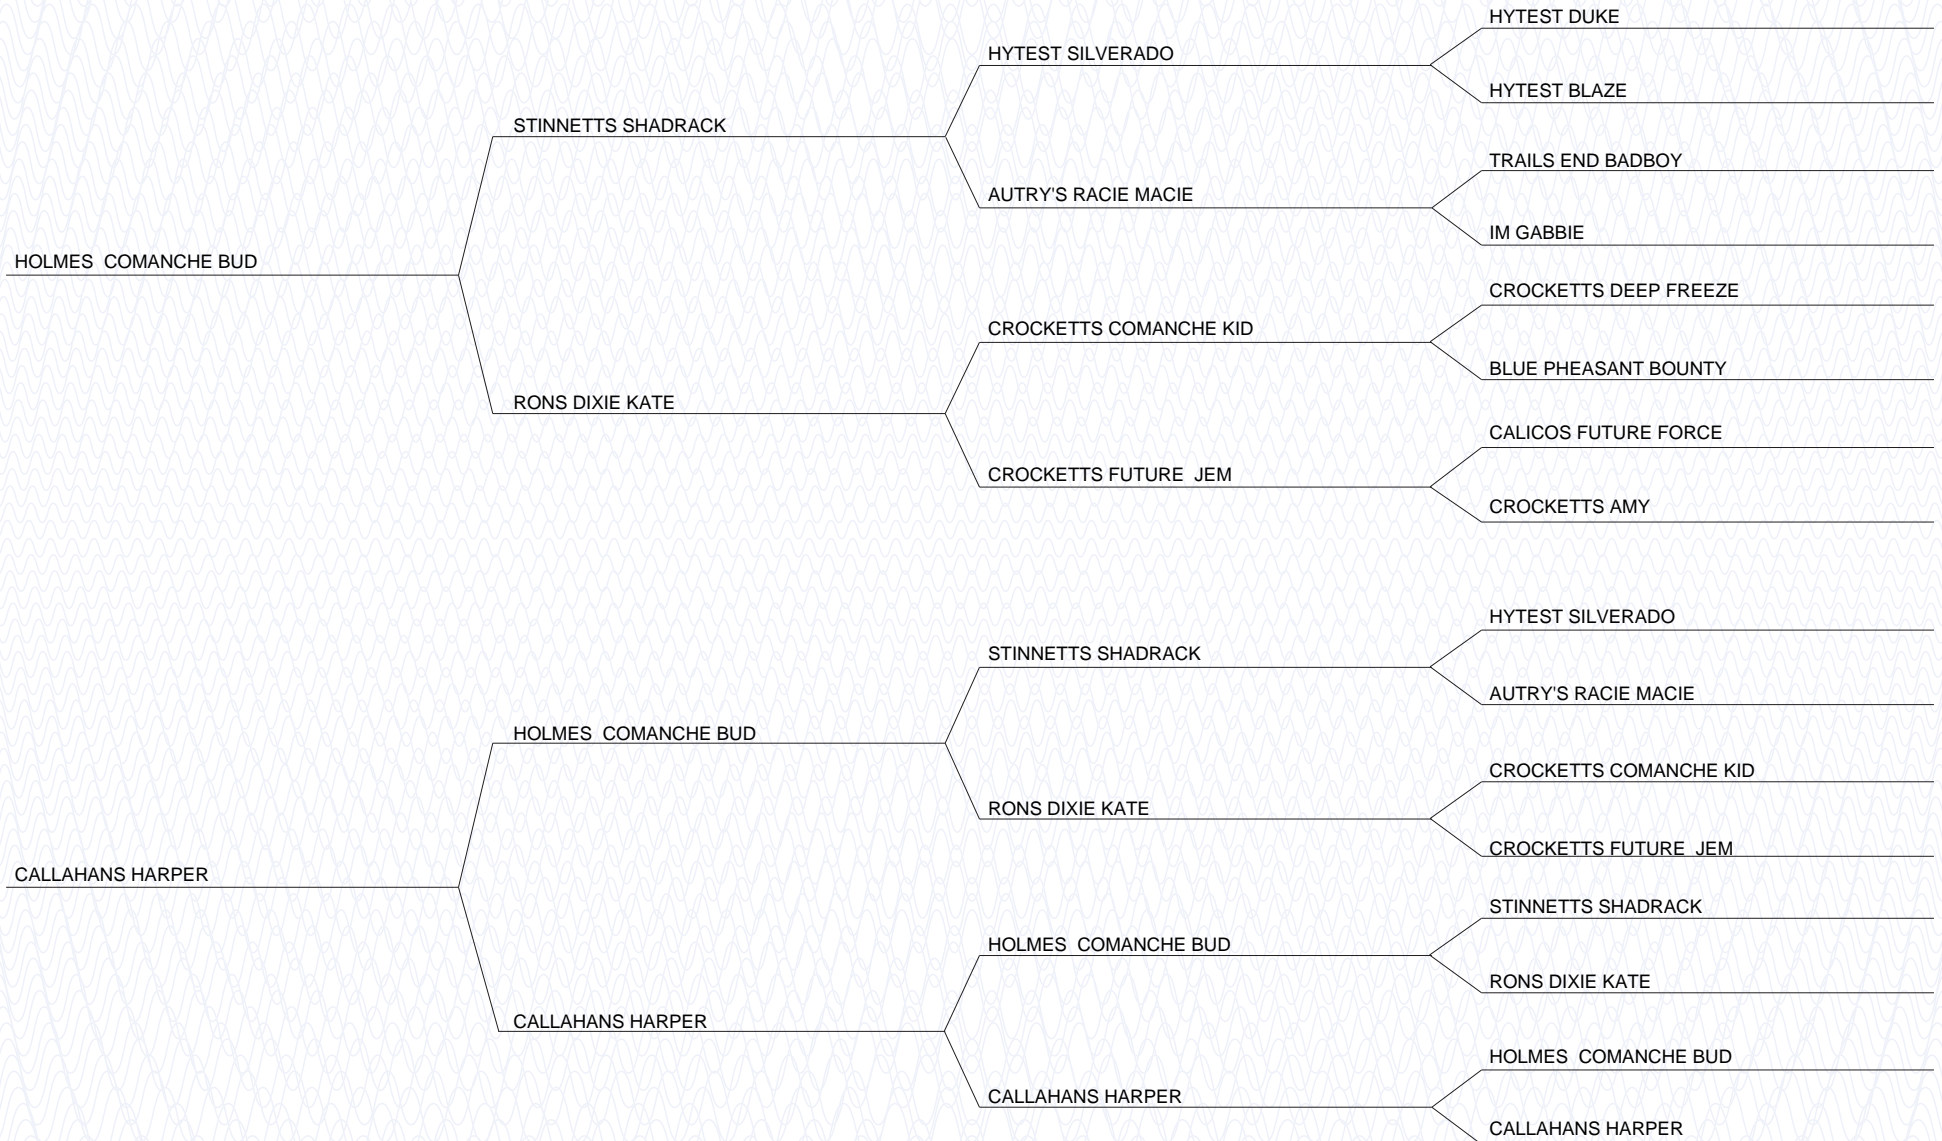 HOLMES  COMANCHE BUD
STINNETTS SHADRACK
RONS DIXIE KATE
HYTEST SILVERADO
AUTRY'S RACIE MACIE
CROCKETTS COMANCHE KID
CROCKETTS FUTURE  JEM
HYTEST DUKE
HYTEST BLAZE
TRAILS END BADBOY
IM GABBIE
CROCKETTS DEEP FREEZE
BLUE PHEASANT BOUNTY
CALICOS FUTURE FORCE
CROCKETTS AMY
CALLAHANS HARPER
HOLMES  COMANCHE BUD
CALLAHANS HARPER
STINNETTS SHADRACK
RONS DIXIE KATE
HOLMES  COMANCHE BUD
CALLAHANS HARPER
HYTEST SILVERADO
AUTRY'S RACIE MACIE
CROCKETTS COMANCHE KID
CROCKETTS FUTURE  JEM
STINNETTS SHADRACK
RONS DIXIE KATE
HOLMES  COMANCHE BUD
CALLAHANS HARPER